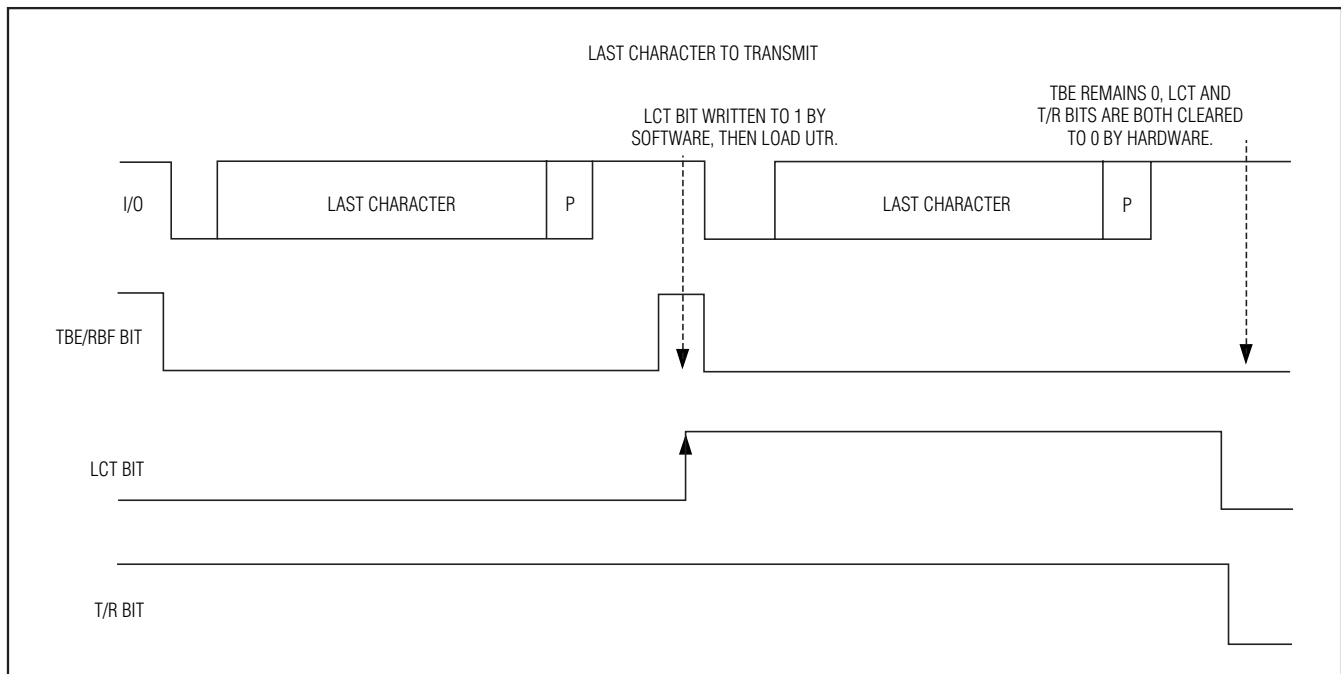 LAST CHARACTER TO TRANSMIT
LCT BIT WRITTEN TO 1 BY
SOFTWARE, THEN LOAD UTR.
TBE REMAINS 0, LCT AND
T/R BITS ARE BOTH CLEARED
TO 0 BY HARDWARE.
I/O
LAST CHARACTER
P
LAST CHARACTER
P
TBE/RBF BIT
LCT BIT
T/R BIT